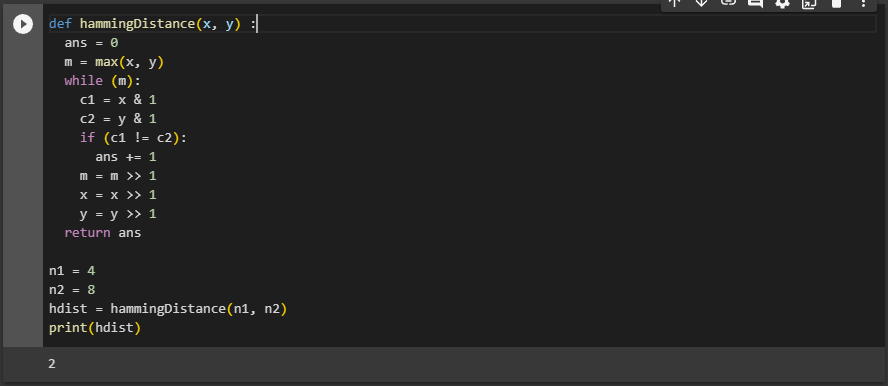 def hammingDistance(x, y) :
  ans = 0
  m = max(x, y)
  while (m):
    c1 = x & 1
    c2 = y & 1
    if (c1 != c2):
      ans += 1
    m = m >> 1
    x = x >> 1
    y = y >> 1
  return ans

n1 = 4
n2 = 8
hdist = hammingDistance(n1, n2)
print(hdist)
2